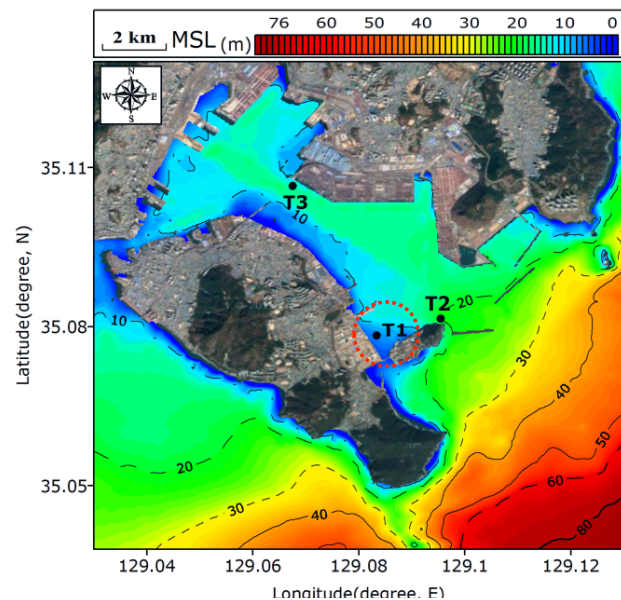 2 km MSL (m)
76 60 50 40 30 20 10 0
N
W E
S
35.11
35.08
35.05
Latitude(degree, N)
T3
10
T2
20
T1
10
30
40
50
60
80
20
30
40
10
129.04 129.06 129.08 129.1 129.12
Longitude(degree, E)